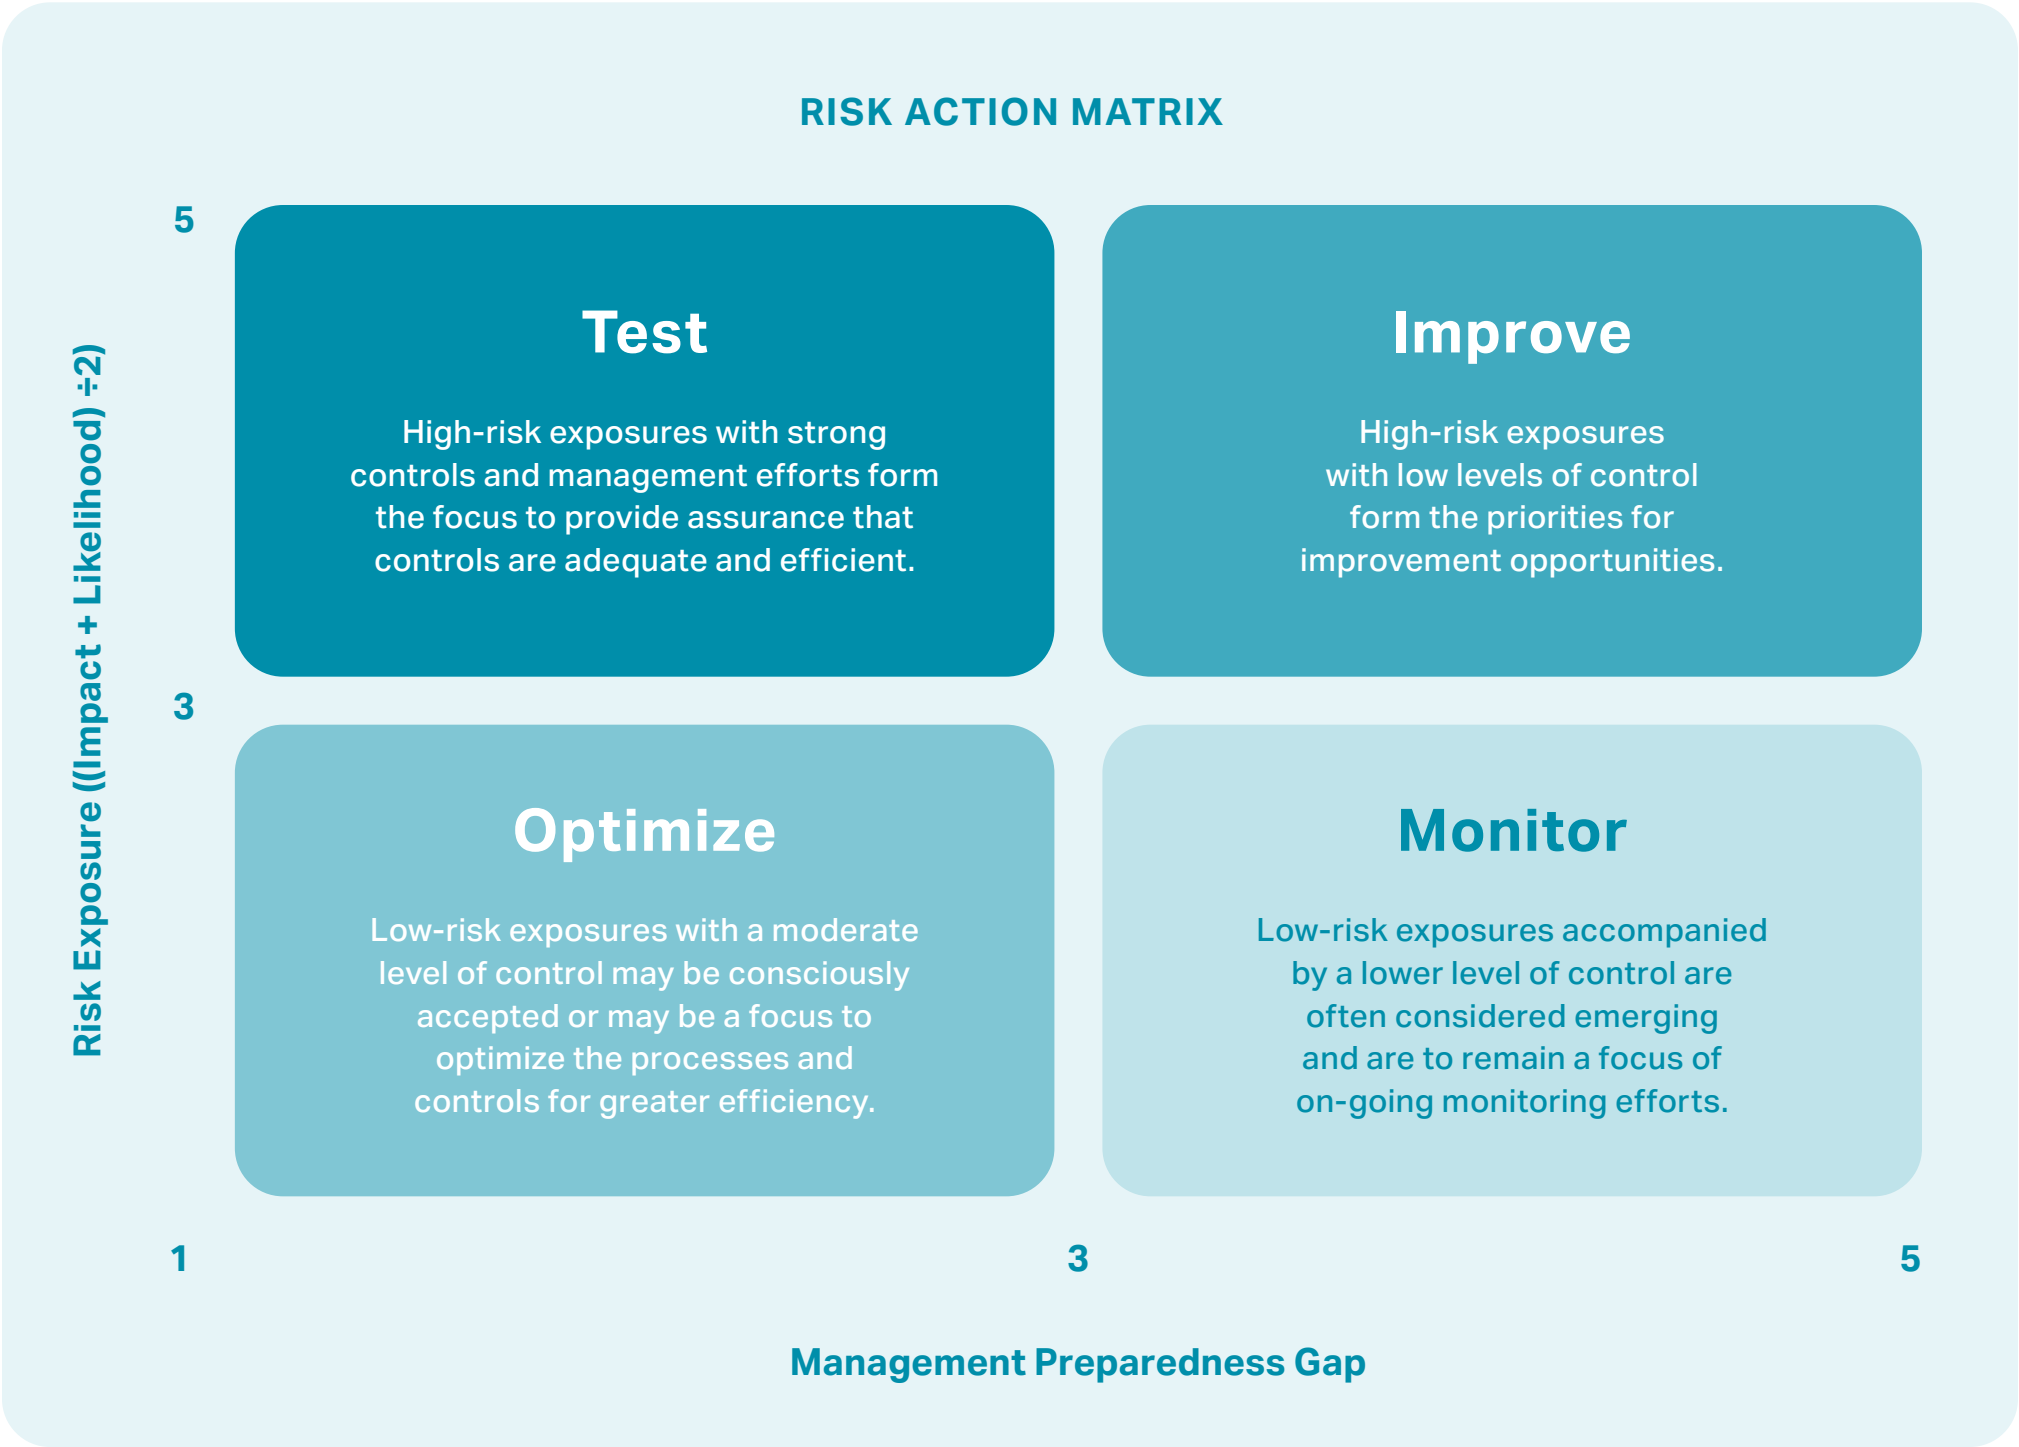 RISK ACTION MATRIX
5
Test
High-risk exposures with strong
controls and management efforts form
the focus to provide assurance that
controls are adequate and efficient.
Improve
High-risk exposures
with low levels of control
form the priorities for
improvement opportunities.
Risk Exposure ((Impact + Likelihood) ÷2)
3
Optimize
Low-risk exposures with a moderate
level of control may be consciously
accepted or may be a focus to
optimize the processes and
controls for greater efficiency.
Monitor
Low-risk exposures accompanied
by a lower level of control are
often considered emerging
and are to remain a focus of
on-going monitoring efforts.
1
3
5
Management Preparedness Gap